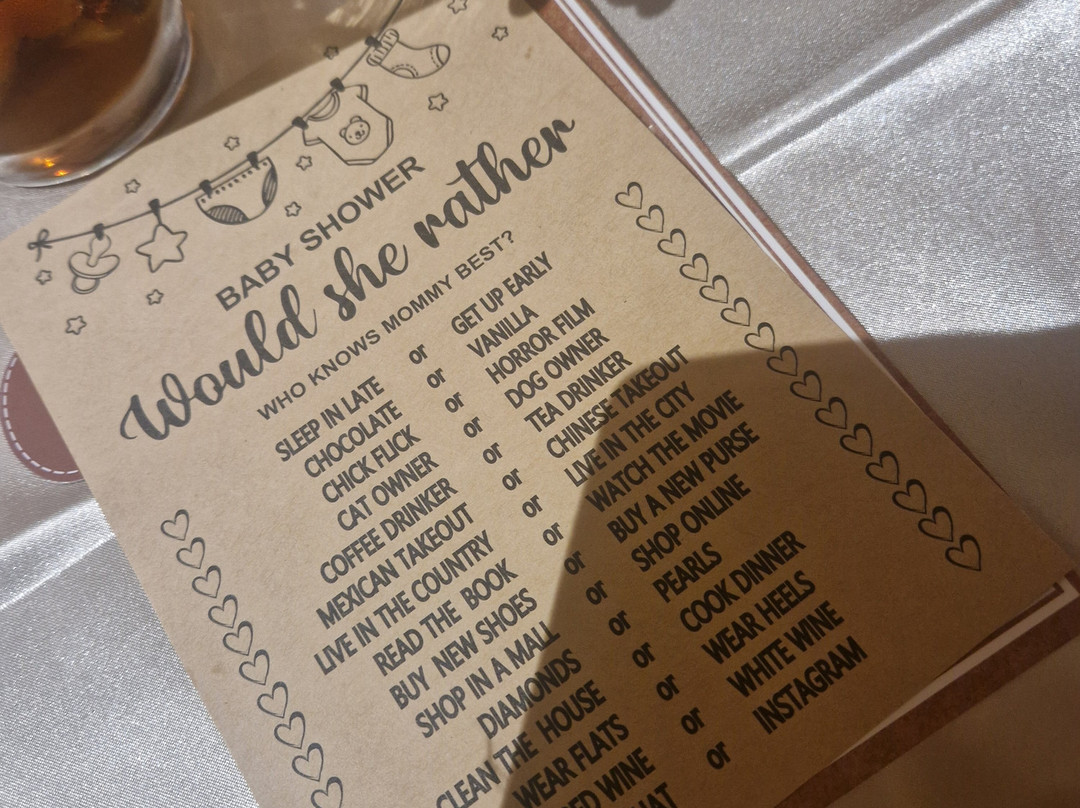 BABY SHOWER
Would she rather
WHO KNOWS MOMMY BEST?
SLEEP IN LATE or GET UP EARLY
CHOCOLATE or VANILLA
CHICK FLICK or HORROR FILM
CAT OWNER or DOG OWNER
COFFEE DRINKER or TEA DRINKER
MEXICAN TAKEOUT or CHINESE TAKEOUT
LIVE IN THE COUNTRY or LIVE IN THE CITY
READ THE BOOK or WATCH THE MOVIE
BUY NEW SHOES or BUY A NEW PURSE
SHOP IN A MALL or SHOP ONLINE
DIAMONDS or PEARLS
CLEAN THE HOUSE or COOK DINNER
WEAR FLATS or WEAR HEELS
WINE or WHITE WINE
or INSTAGRAM